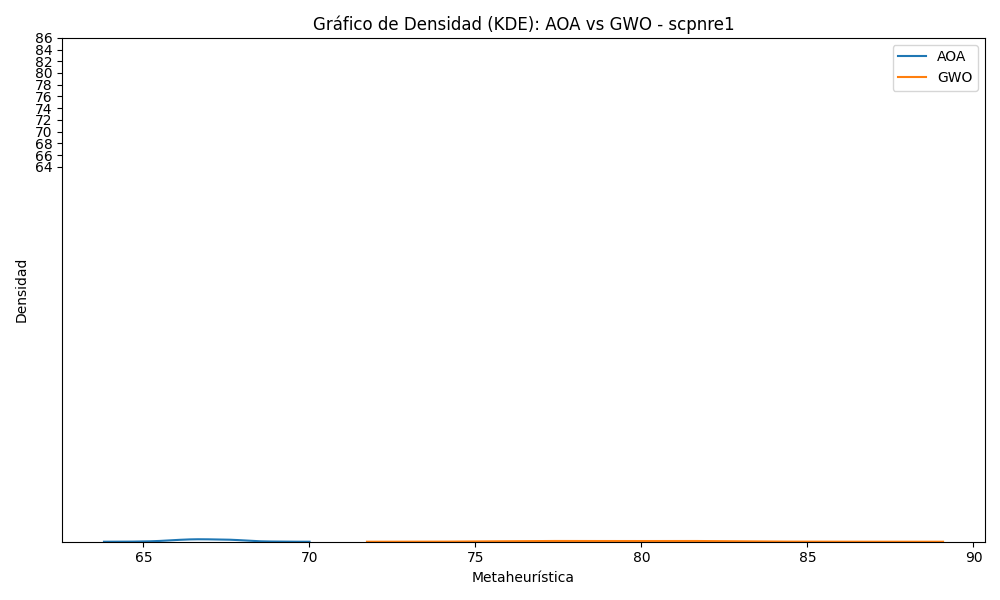 Gráfico de Densidad (KDE): AOA vs GWO - scpnre1
AOA
GWO
86
84
82
80
78
76
74
72
70
68
66
64
Densidad
65 70 75 80 85 90
Metaheurística